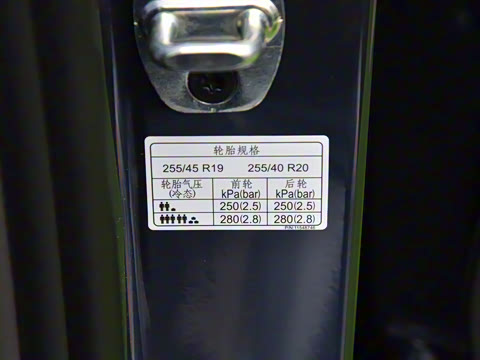 轮胎规格
255/45 R19 255/40 R20
轮胎气压 前轮 后轮
(冷态) kPa(bar) kPa(bar)
250(2.5) 250(2.5)
280(2.8) 280(2.8)